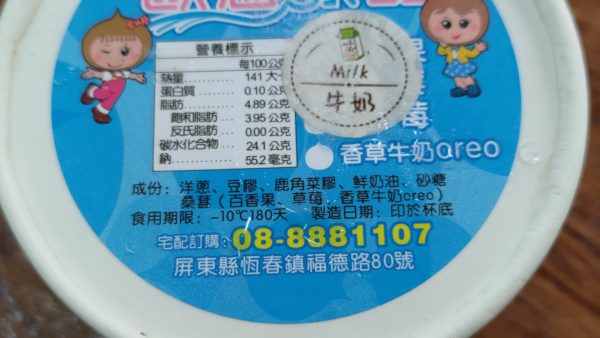 營養標示
每100公克
熱量 141大卡
蛋白質 0.10公克
脂肪 4.89公克
飽和脂肪 3.95公克
反氏脂肪 0.00公克
碳水化合物 24.1公克
納 55.2毫克
Milk
牛奶
莓
香草牛奶oreo
成份：洋蔥、豆膠、鹿角菜膠、鮮奶油、砂糖
桑葚（百香果、草莓、香草牛奶oreo）
食用期限：-10℃180天 製造日期：印於杯底
宅配訂購：08-8881107
屏東縣恆春鎮福德路80號